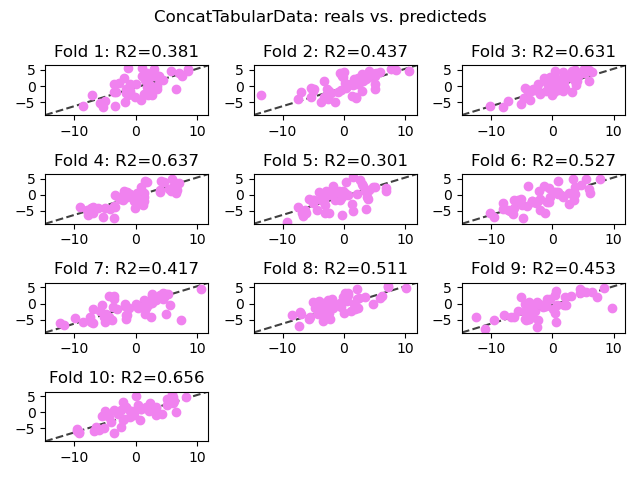 ConcatTabularData: reals vs. predicteds
Fold 1: R2=0.381 Fold 2: R2=0.437 Fold 3: R2=0.631
5 5 5
0 0 0
−5 −5 −5
−10 0 10 −10 0 10 −10 0 10
Fold 4: R2=0.637 Fold 5: R2=0.301 Fold 6: R2=0.527
5 5 5
0 0 0
−5 −5 −5
−10 0 10 −10 0 10 −10 0 10
Fold 7: R2=0.417 Fold 8: R2=0.511 Fold 9: R2=0.453
5 5 5
0 0 0
−5 −5 −5
−10 0 10 −10 0 10 −10 0 10
Fold 10: R2=0.656
5
0
−5
−10 0 10